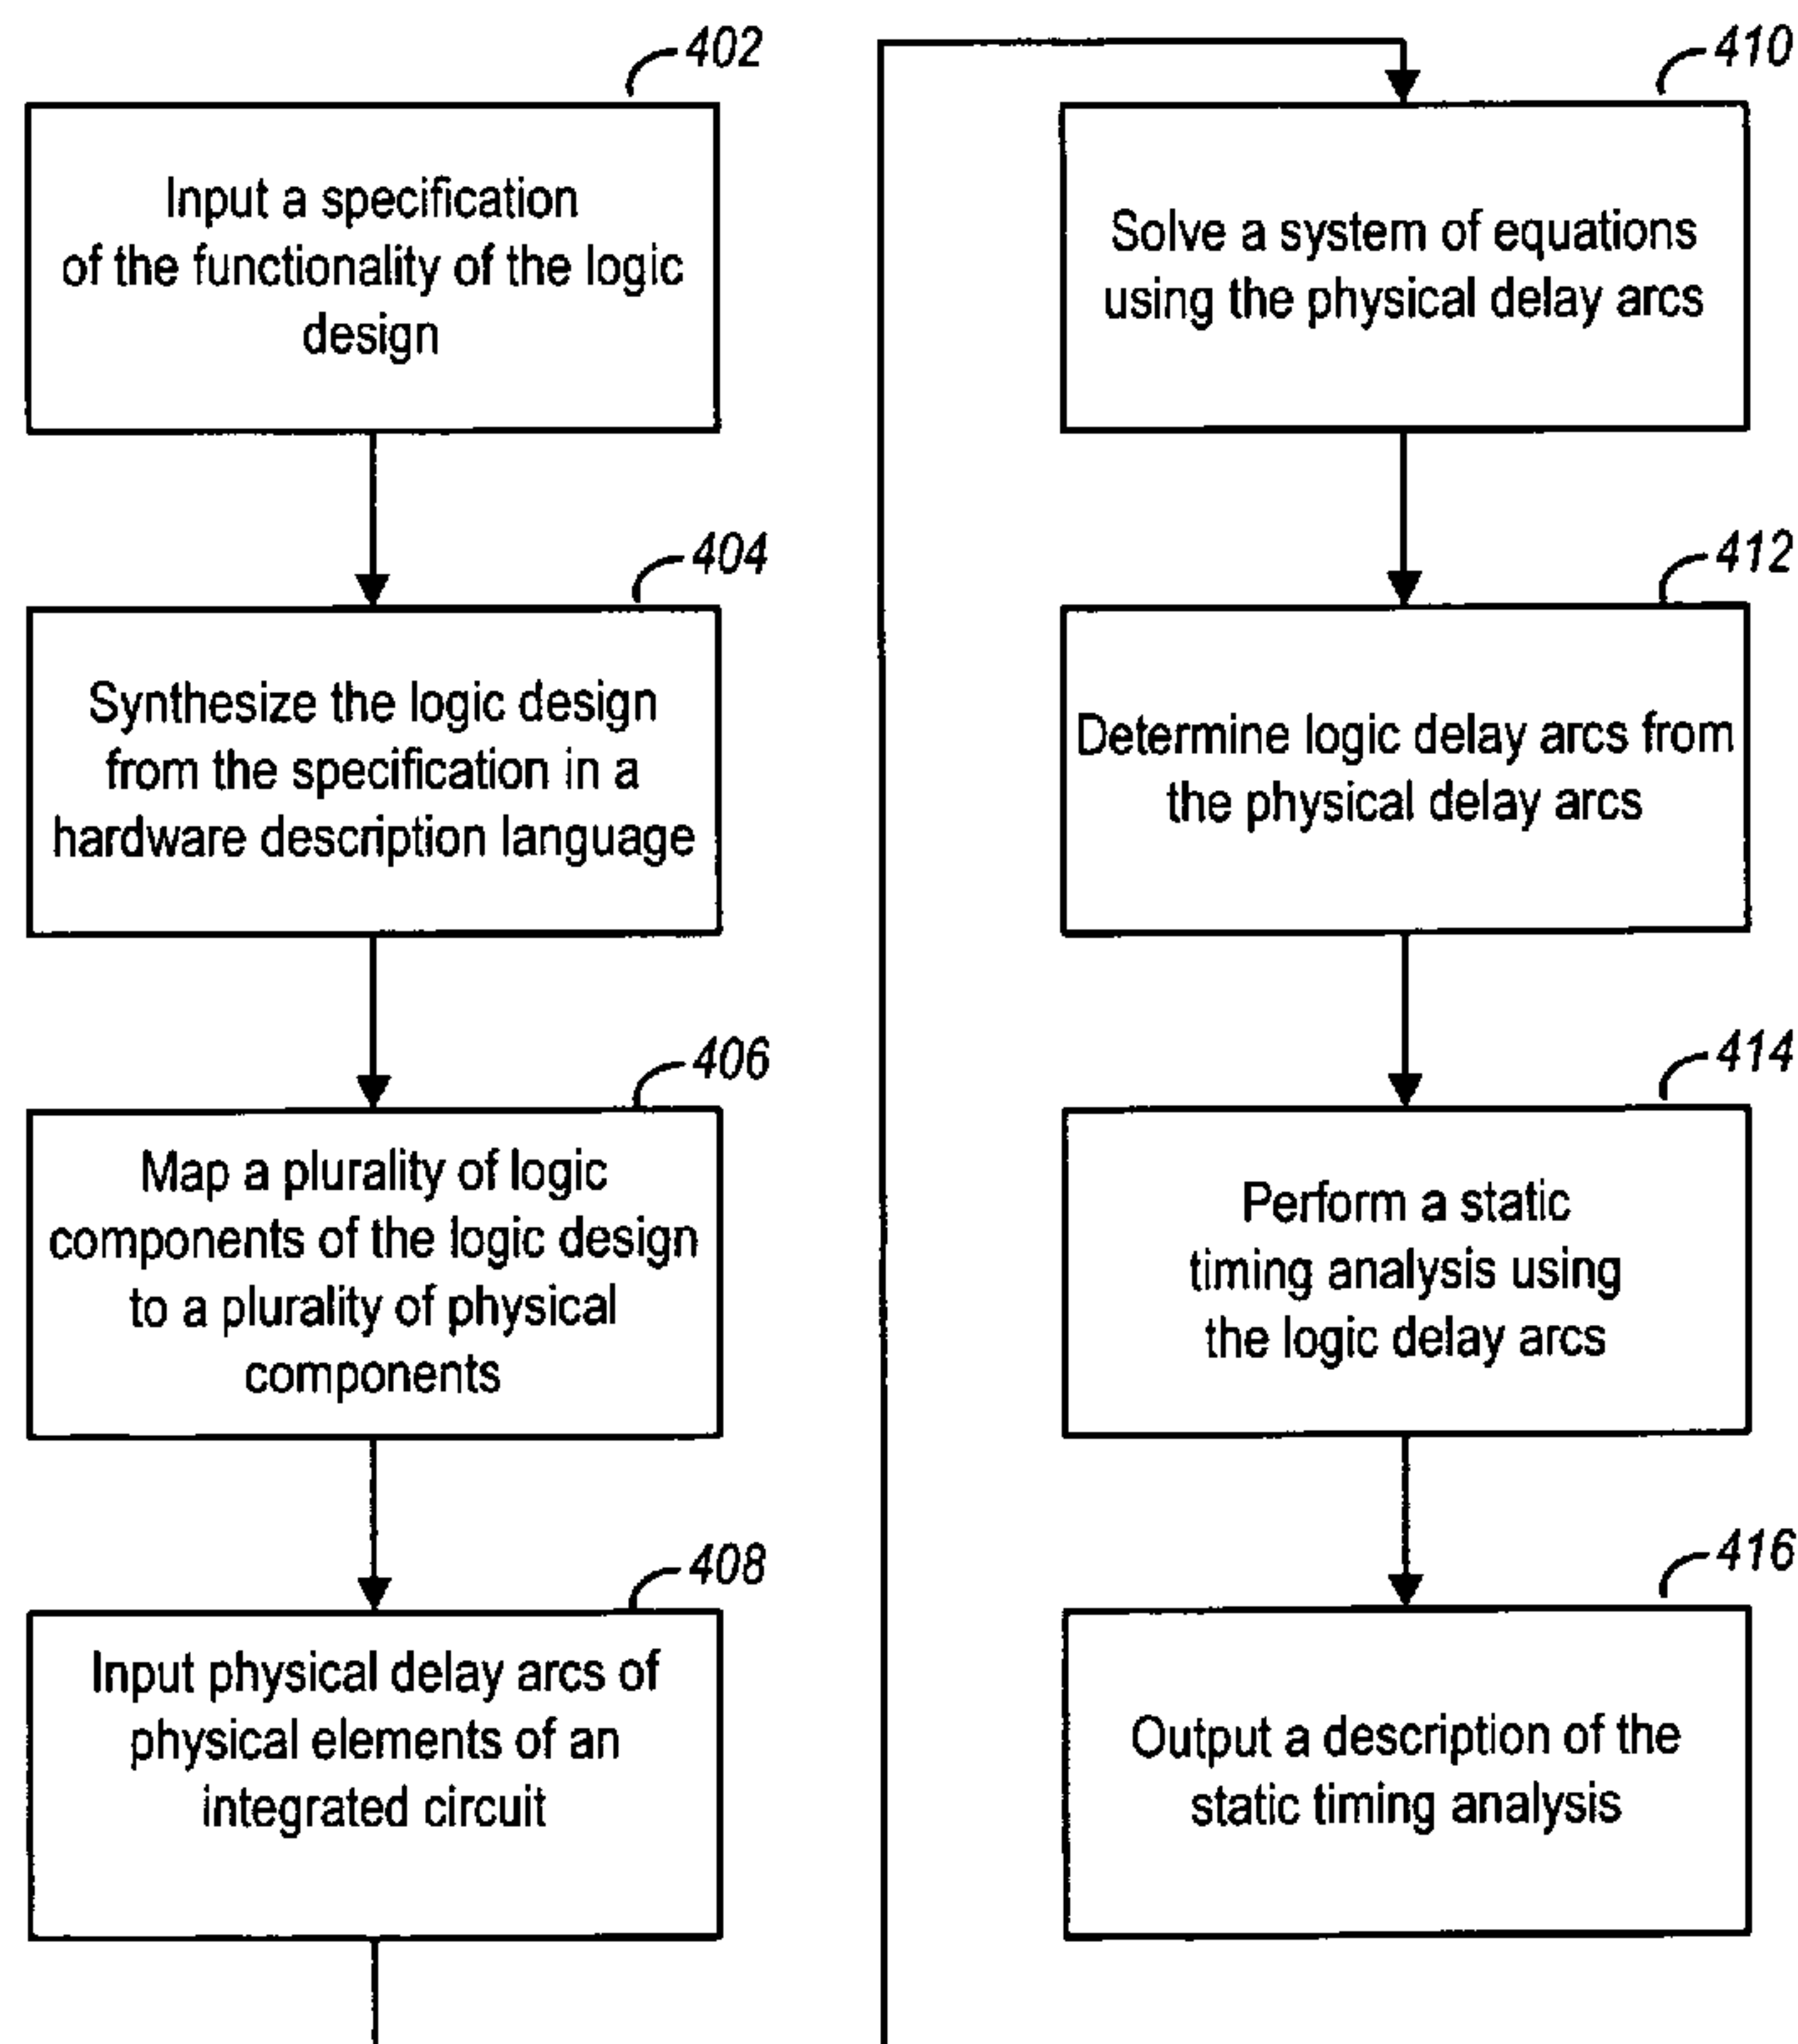 402
Input a specification
of the functionality of the logic
design
404
Synthesize the logic design
from the specification in a
hardware description language
406
Map a plurality of logic
components of the logic design
to a plurality of physical
components
408
Input physical delay arcs of
physical elements of an
integrated circuit
410
Solve a system of equations
using the physical delay arcs
412
Determine logic delay arcs from
the physical delay arcs
414
Perform a static
timing analysis using
the logic delay arcs
416
Output a description of the
static timing analysis